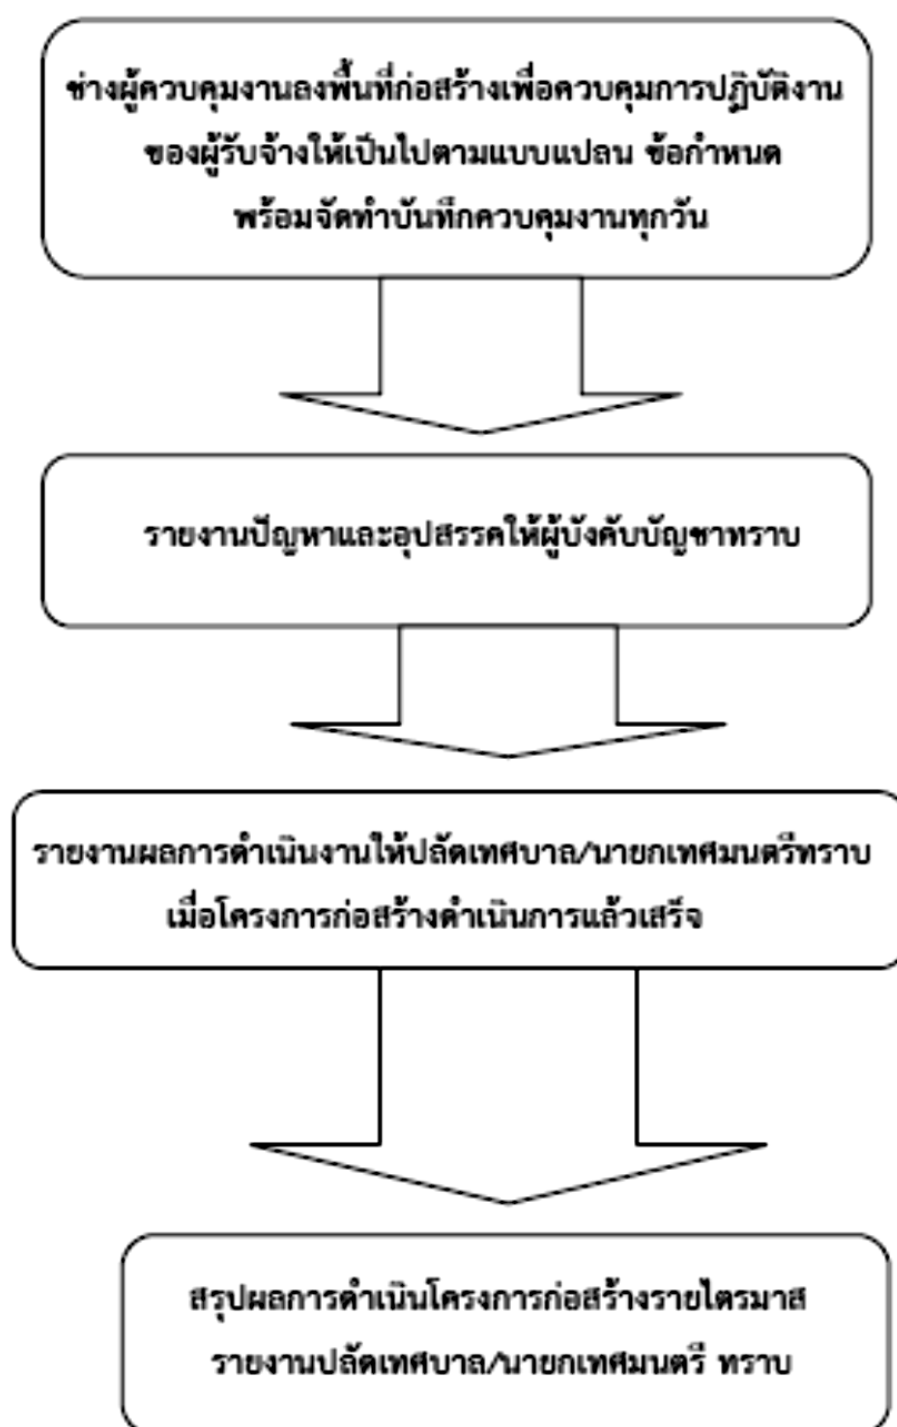 ช่างผู้ควบคุมงานลงพื้นที่ก่อสร้างเพื่อควบคุมการปฏิบัติงาน
ของผู้รับจ้างให้เป็นไปตามแบบแปลน ข้อกำหนด
พร้อมจัดทำบันทึกควบคุมงานทุกวัน
รายงานปัญหาและอุปสรรคให้ผู้บังคับบัญชาทราบ
รายงานผลการดำเนินงานให้ปลัดเทศบาล/นายกเทศมนตรีทราบ
เมื่อโครงการก่อสร้างดำเนินการแล้วเสร็จ
สรุปผลการดำเนินโครงการก่อสร้างรายไตรมาส
รายงานปลัดเทศบาล/นายกเทศมนตรี ทราบ